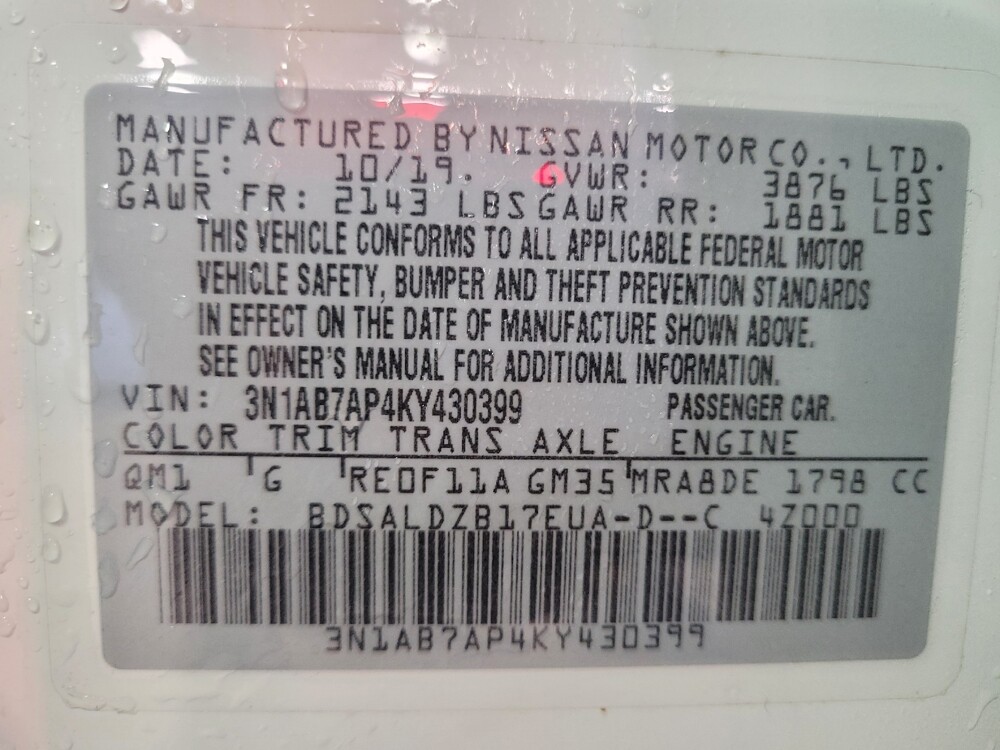 MANUFACTURED BY NISSAN MOTOR CO., LTD.
DATE: 10/19. GVWR: 3876 LBS
GAWR FR: 2143 LBS GAWR RR: 1881 LBS
THIS VEHICLE CONFORMS TO ALL APPLICABLE FEDERAL MOTOR
VEHICLE SAFETY, BUMPER AND THEFT PREVENTION STANDARDS
IN EFFECT ON THE DATE OF MANUFACTURE SHOWN ABOVE.
SEE OWNER'S MANUAL FOR ADDITIONAL INFORMATION.
VIN: 3N1AB7AP4KY430399 PASSENGER CAR.
COLOR TRIM TRANS AXLE ENGINE
QM1 G RE0F11A GM35 MRA8DE 1798 CC
MODEL: BDSALDZB17EUA-D--C 4Z000
3N1AB7AP4KY430399